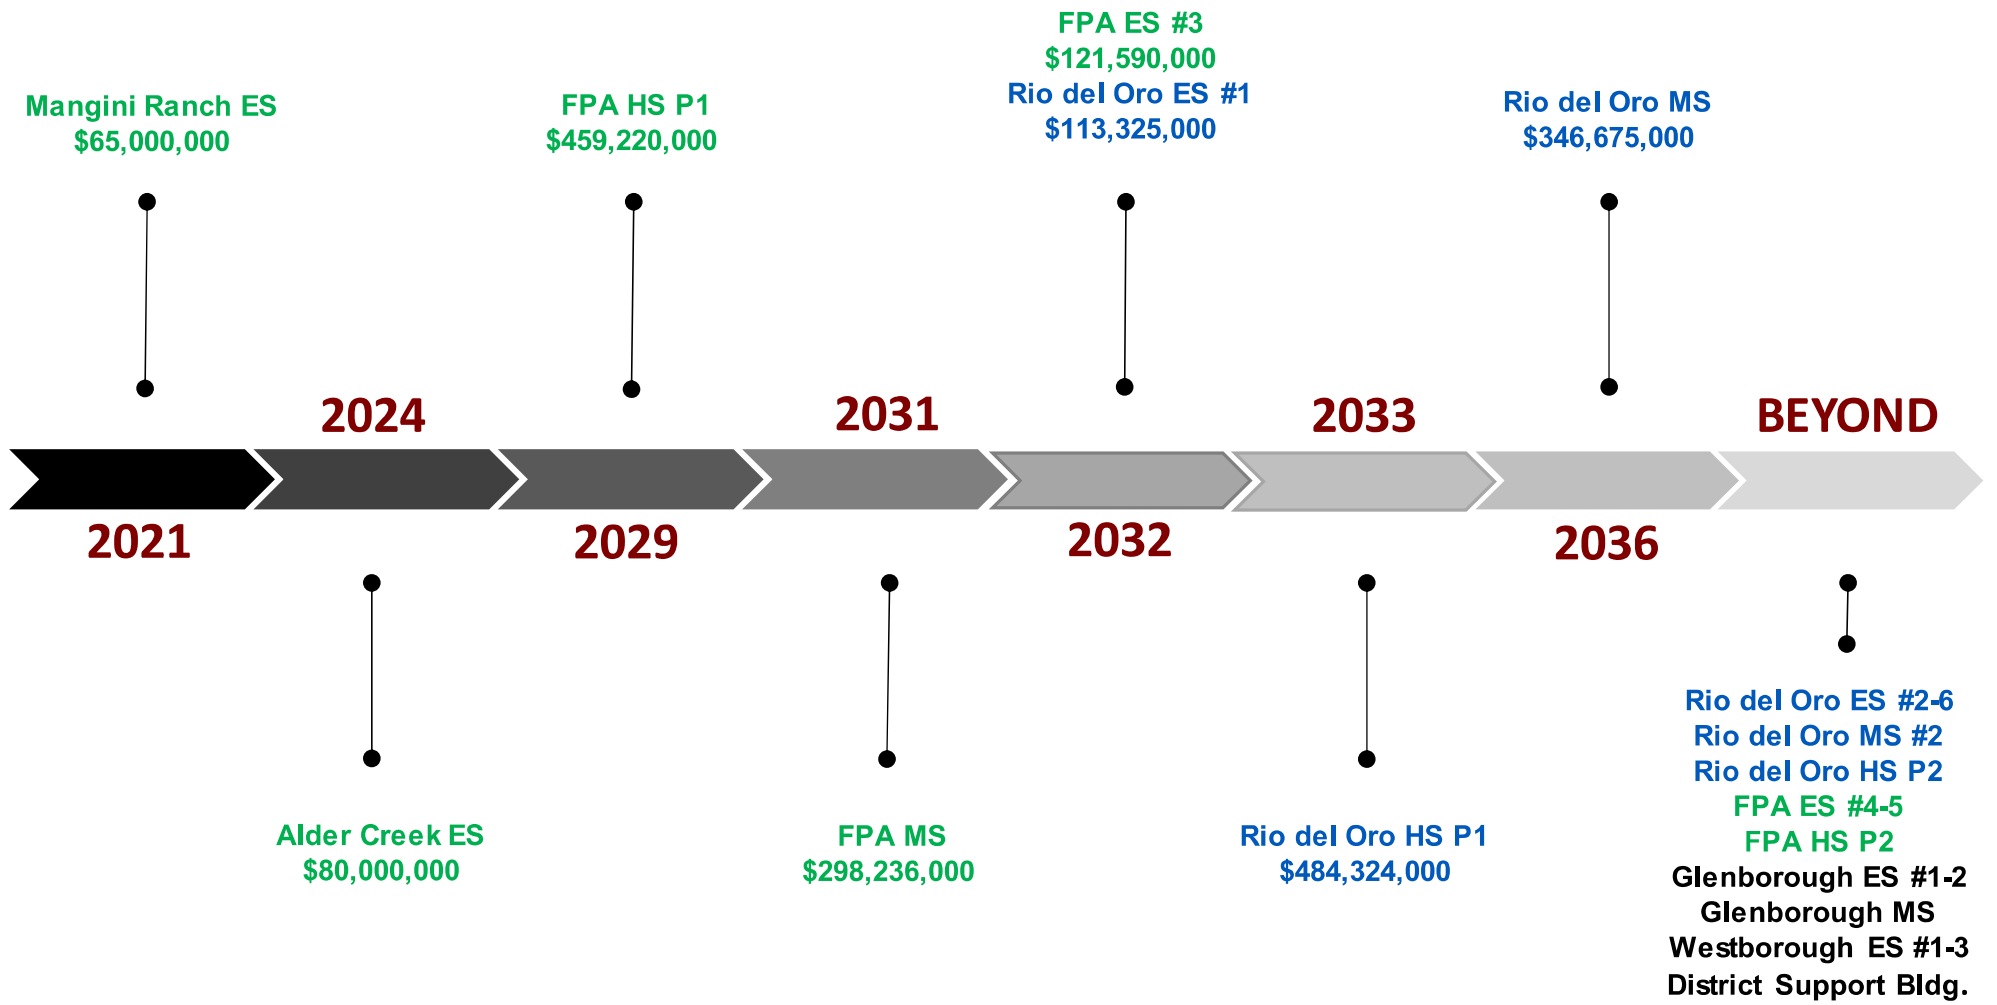 FPA ES #3
$121,590,000
Rio del Oro ES #1
$113,325,000
Mangini Ranch ES
$65,000,000
FPA HS P1
$459,220,000
Rio del Oro MS
$346,675,000
2024
2031
2033
BEYOND
2021
2029
2032
2036
Alder Creek ES
$80,000,000
FPA MS
$298,236,000
Rio del Oro HS P1
$484,324,000
Rio del Oro ES #2-6
Rio del Oro MS #2
Rio del Oro HS P2
FPA ES #4-5
FPA HS P2
Glenborough ES #1-2
Glenborough MS
Westborough ES #1-3
District Support Bldg.